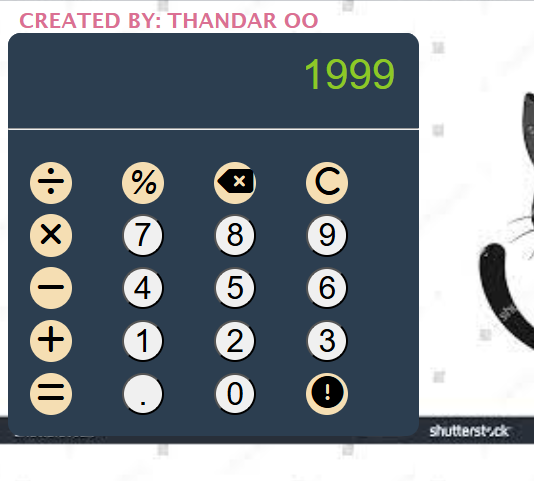 CREATED BY: THANDAR OO
1999
÷ % × C
× 7 8 9
− 4 5 6
+ 1 2 3
= . 0 !
shutterstock